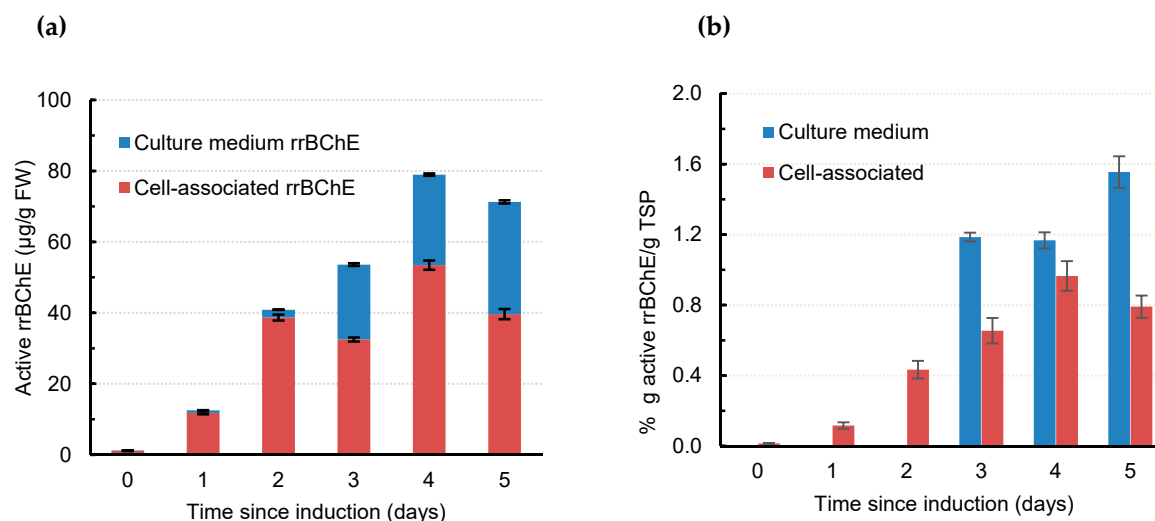 (a)
100
80
60
40
20
0
Active rrBChE (µg/g FW)
Culture medium rrBChE
Cell-associated rrBChE
0 1 2 3 4 5
Time since induction (days)
(b)
2.0
1.6
1.2
0.8
0.4
0.0
% g active rrBChE/g TSP
Culture medium
Cell-associated
0 1 2 3 4 5
Time since induction (days)